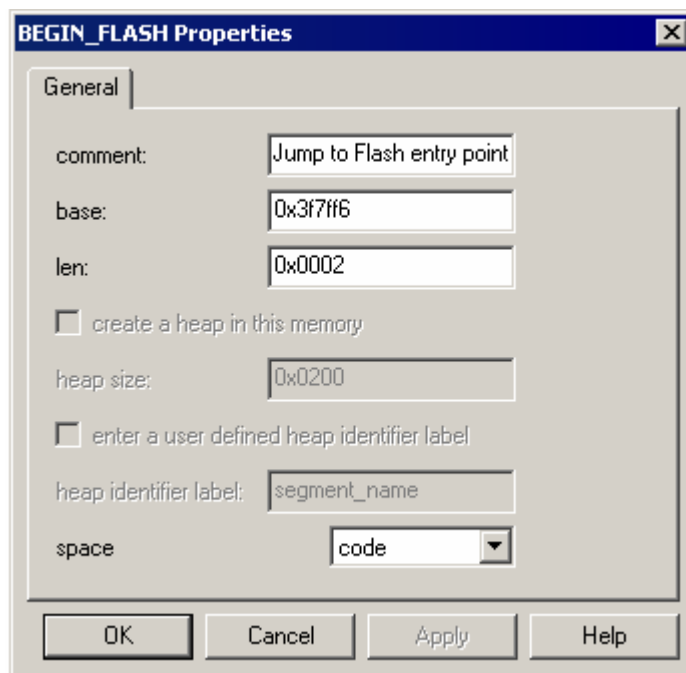 BEGIN_FLASH Properties
General
comment: Jump to Flash entry point
base: 0x3f7ff6
len: 0x0002
create a heap in this memory
heap size: 0x0200
enter a user defined heap identifier label
heap identifier label: segment_name
space code
OK Cancel Apply Help